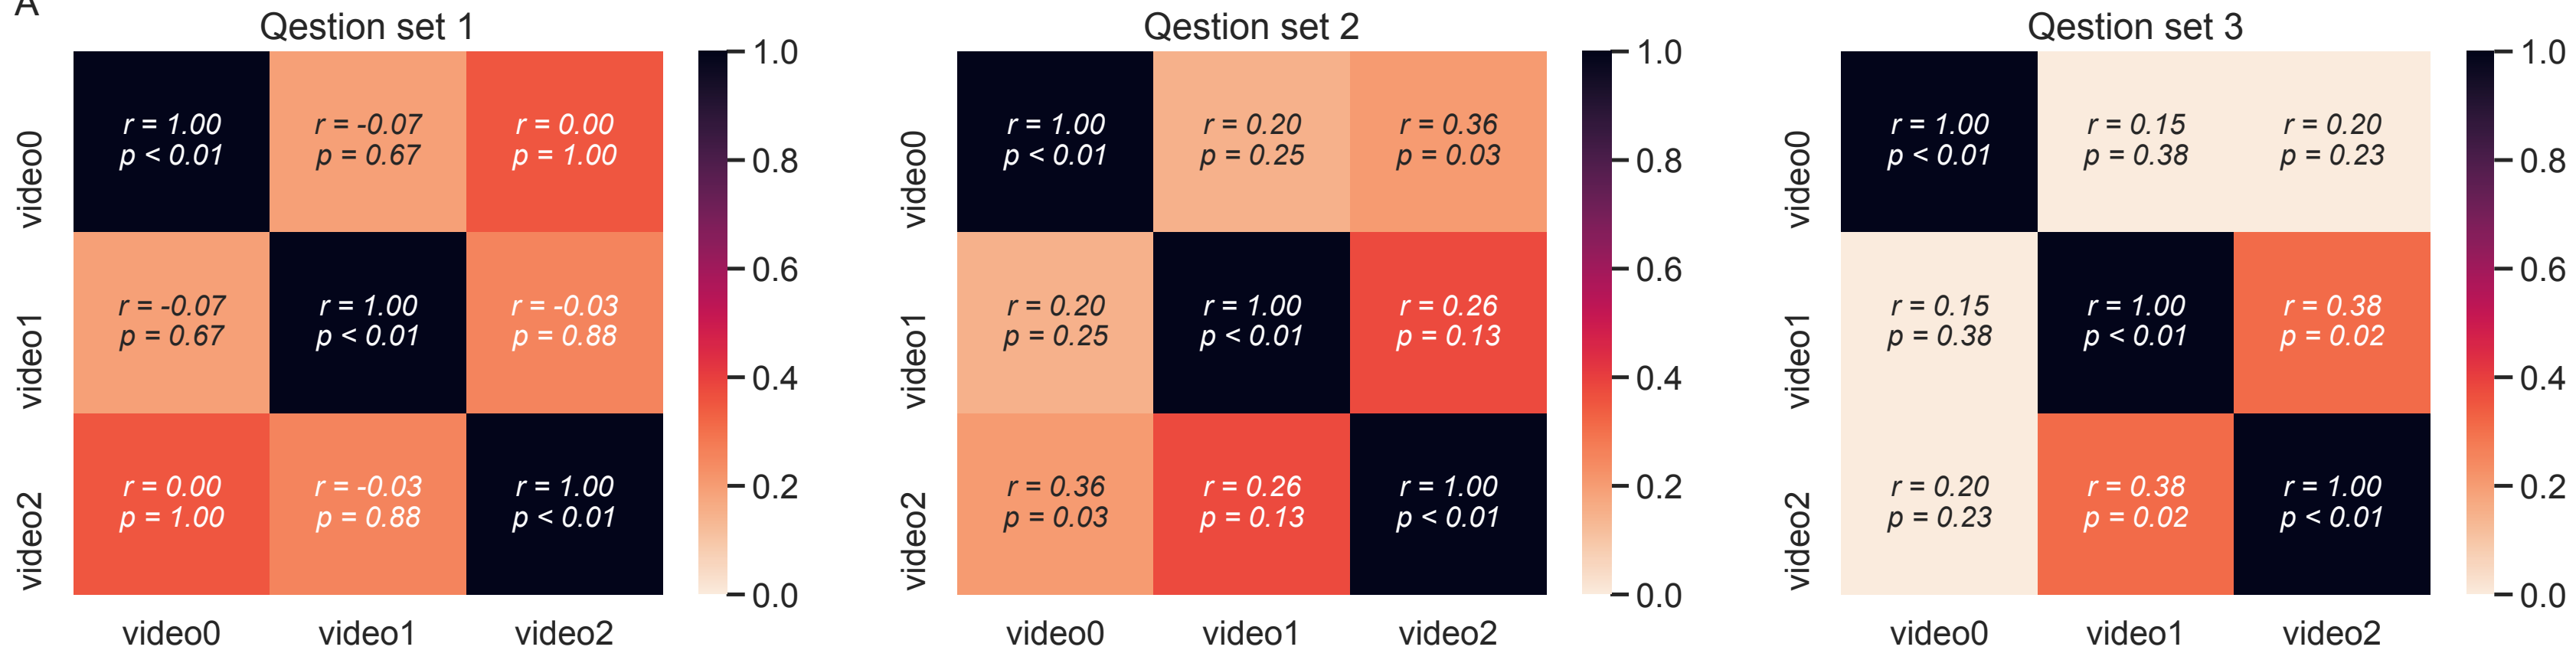 A
Qestion set 1
r = 1.00
p < 0.01
r = -0.07
p = 0.67
r = 0.00
p = 1.00
r = -0.07
p = 0.67
r = 1.00
p < 0.01
r = -0.03
p = 0.88
r = 0.00
p = 1.00
r = -0.03
p = 0.88
r = 1.00
p < 0.01
video0
video1
video2
video0
video1
video2
1.0
0.8
0.6
0.4
0.2
0.0
Qestion set 2
r = 1.00
p < 0.01
r = 0.20
p = 0.25
r = 0.36
p = 0.03
r = 0.20
p = 0.25
r = 1.00
p < 0.01
r = 0.26
p = 0.13
r = 0.36
p = 0.03
r = 0.26
p = 0.13
r = 1.00
p < 0.01
video0
video1
video2
video0
video1
video2
1.0
0.8
0.6
0.4
0.2
0.0
Qestion set 3
r = 1.00
p < 0.01
r = 0.15
p = 0.38
r = 0.20
p = 0.23
r = 0.15
p = 0.38
r = 1.00
p < 0.01
r = 0.38
p = 0.02
r = 0.20
p = 0.23
r = 0.38
p = 0.02
r = 1.00
p < 0.01
video0
video1
video2
video0
video1
video2
1.0
0.8
0.6
0.4
0.2
0.0